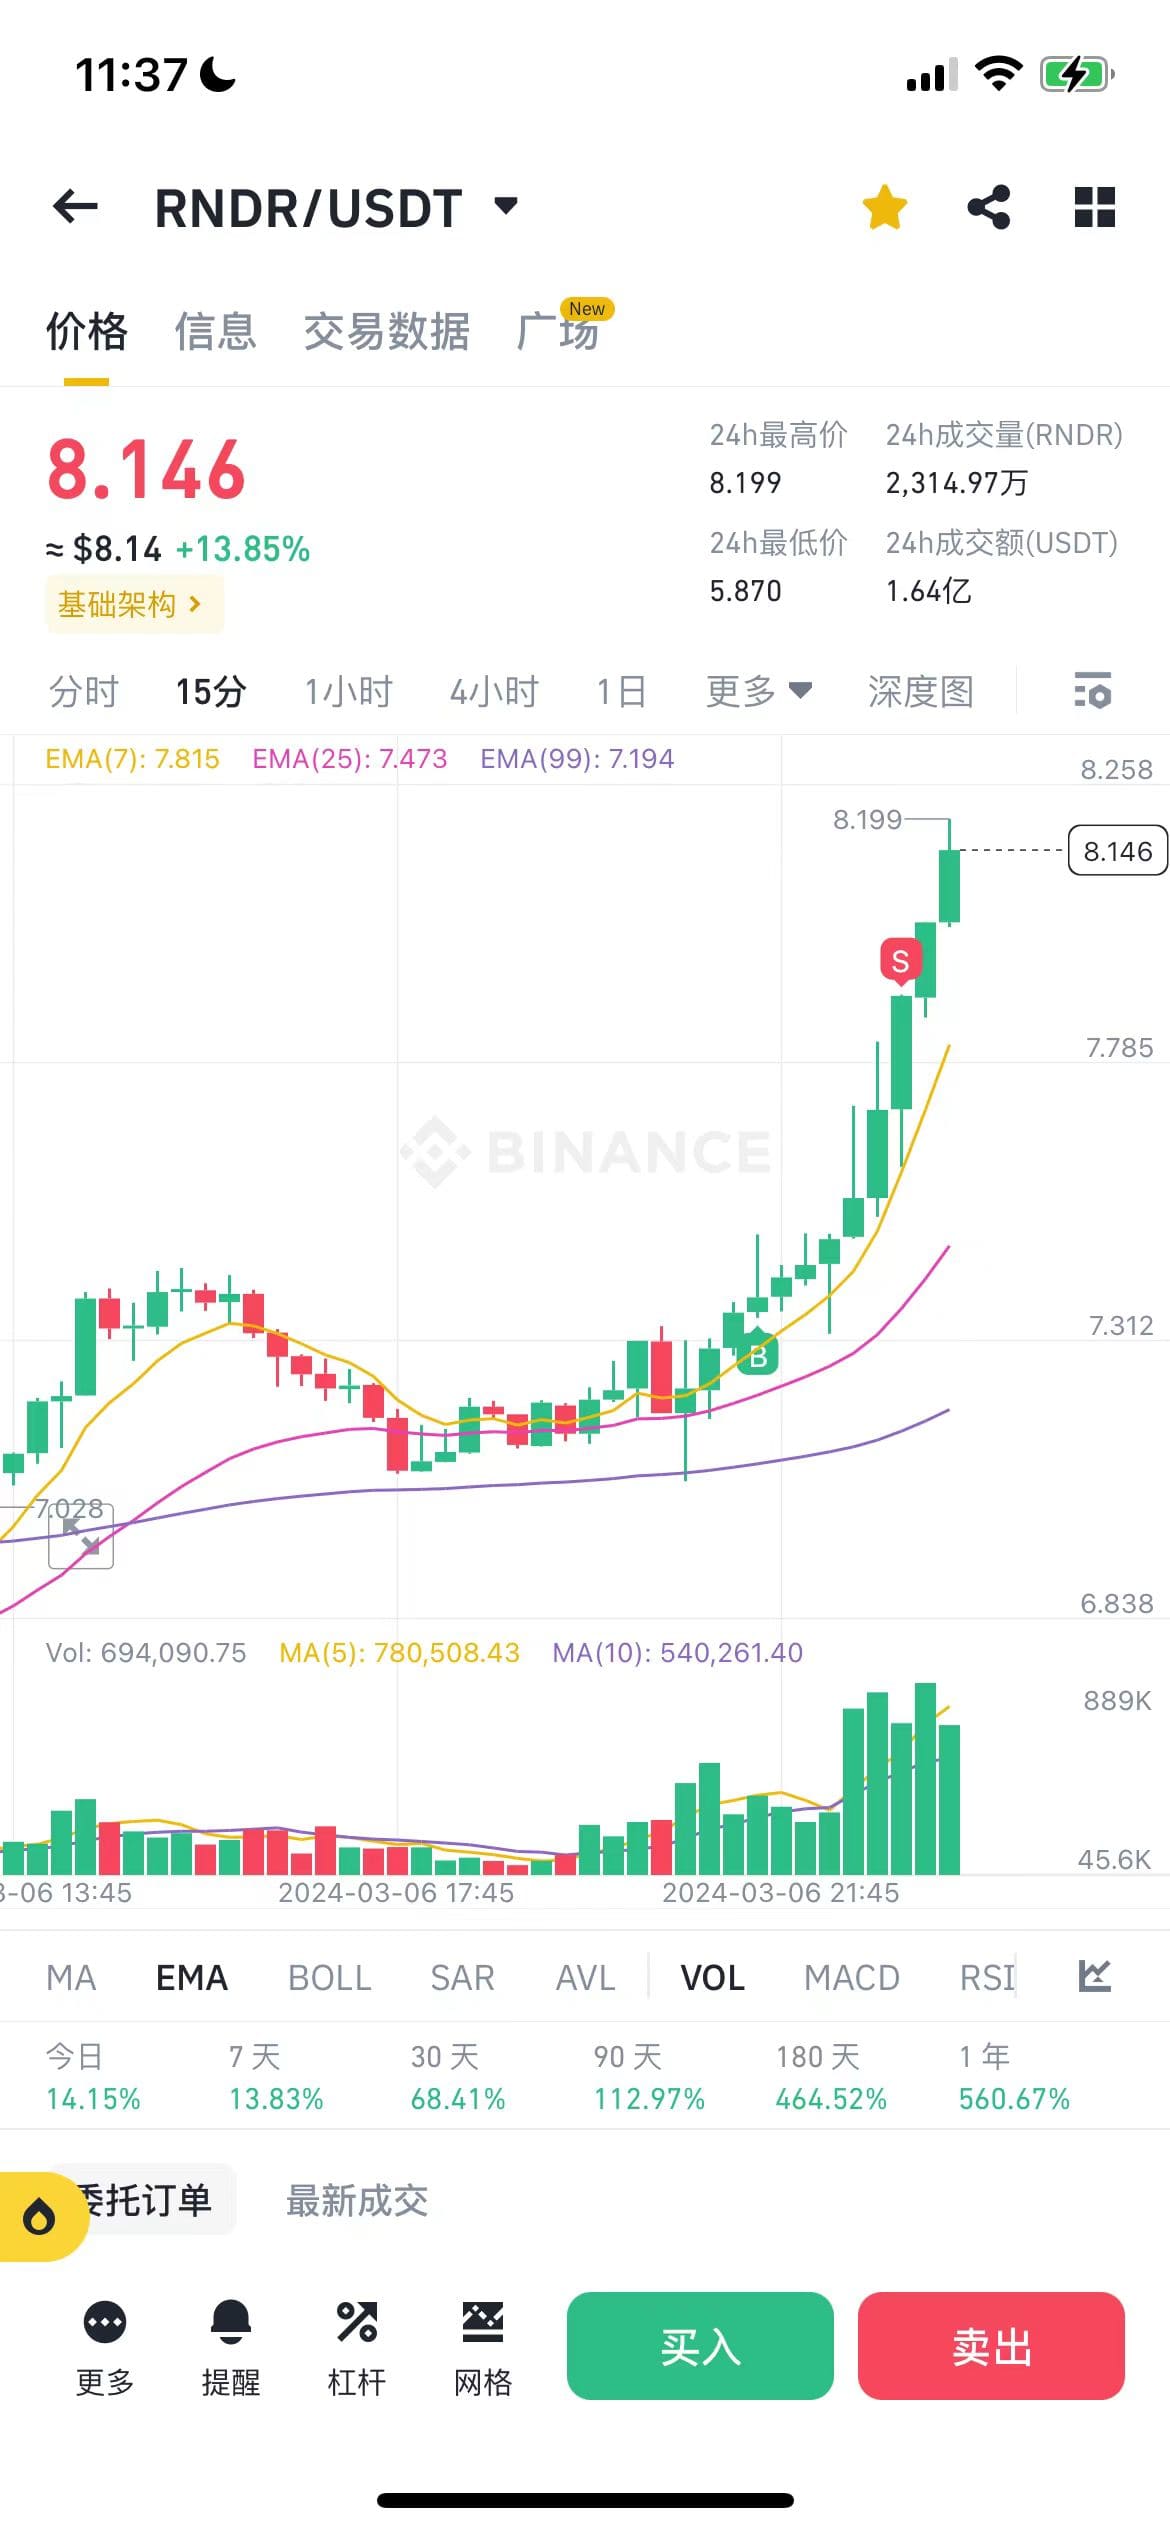 11:37
RNDR/USDT
价格 信息 交易数据 广场 New
8.146
≈ $8.14 +13.85%
基础架构
24h最高价 24h成交量(RNDR)
8.199 2,314.97万
24h最低价 24h成交额(USDT)
5.870 1.64亿
分时 15分 1小时 4小时 1日 更多 深度图
EMA(7): 7.815 EMA(25): 7.473 EMA(99): 7.194
8.258
8.199
8.146
S
7.785
BINANCE
7.312
B
7.028
6.838
Vol: 694,090.75 MA(5): 780,508.43 MA(10): 540,261.40
889K
45.6K
3-06 13:45 2024-03-06 17:45 2024-03-06 21:45
MA EMA BOLL SAR AVL VOL MACD RSI
今日 7 天 30 天 90 天 180 天 1 年
14.15% 13.83% 68.41% 112.97% 464.52% 560.67%
委托订单 最新成交
更多 提醒 杠杆 网格 买入 卖出